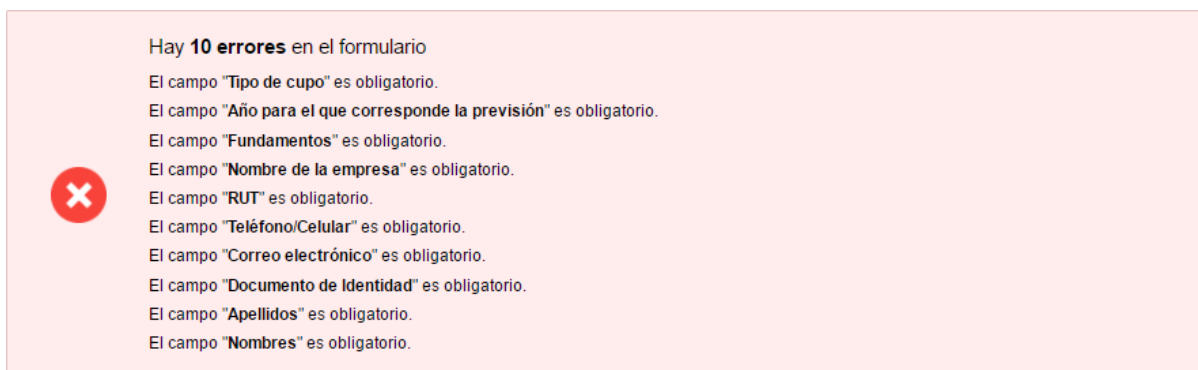 Hay 10 errores en el formulario
El campo "Tipo de cupo" es obligatorio.
El campo "Año para el que corresponde la previsión" es obligatorio.
El campo "Fundamentos" es obligatorio.
El campo "Nombre de la empresa" es obligatorio.
El campo "RUT" es obligatorio.
El campo "Teléfono/Celular" es obligatorio.
El campo "Correo electrónico" es obligatorio.
El campo "Documento de Identidad" es obligatorio.
El campo "Apellidos" es obligatorio.
El campo "Nombres" es obligatorio.